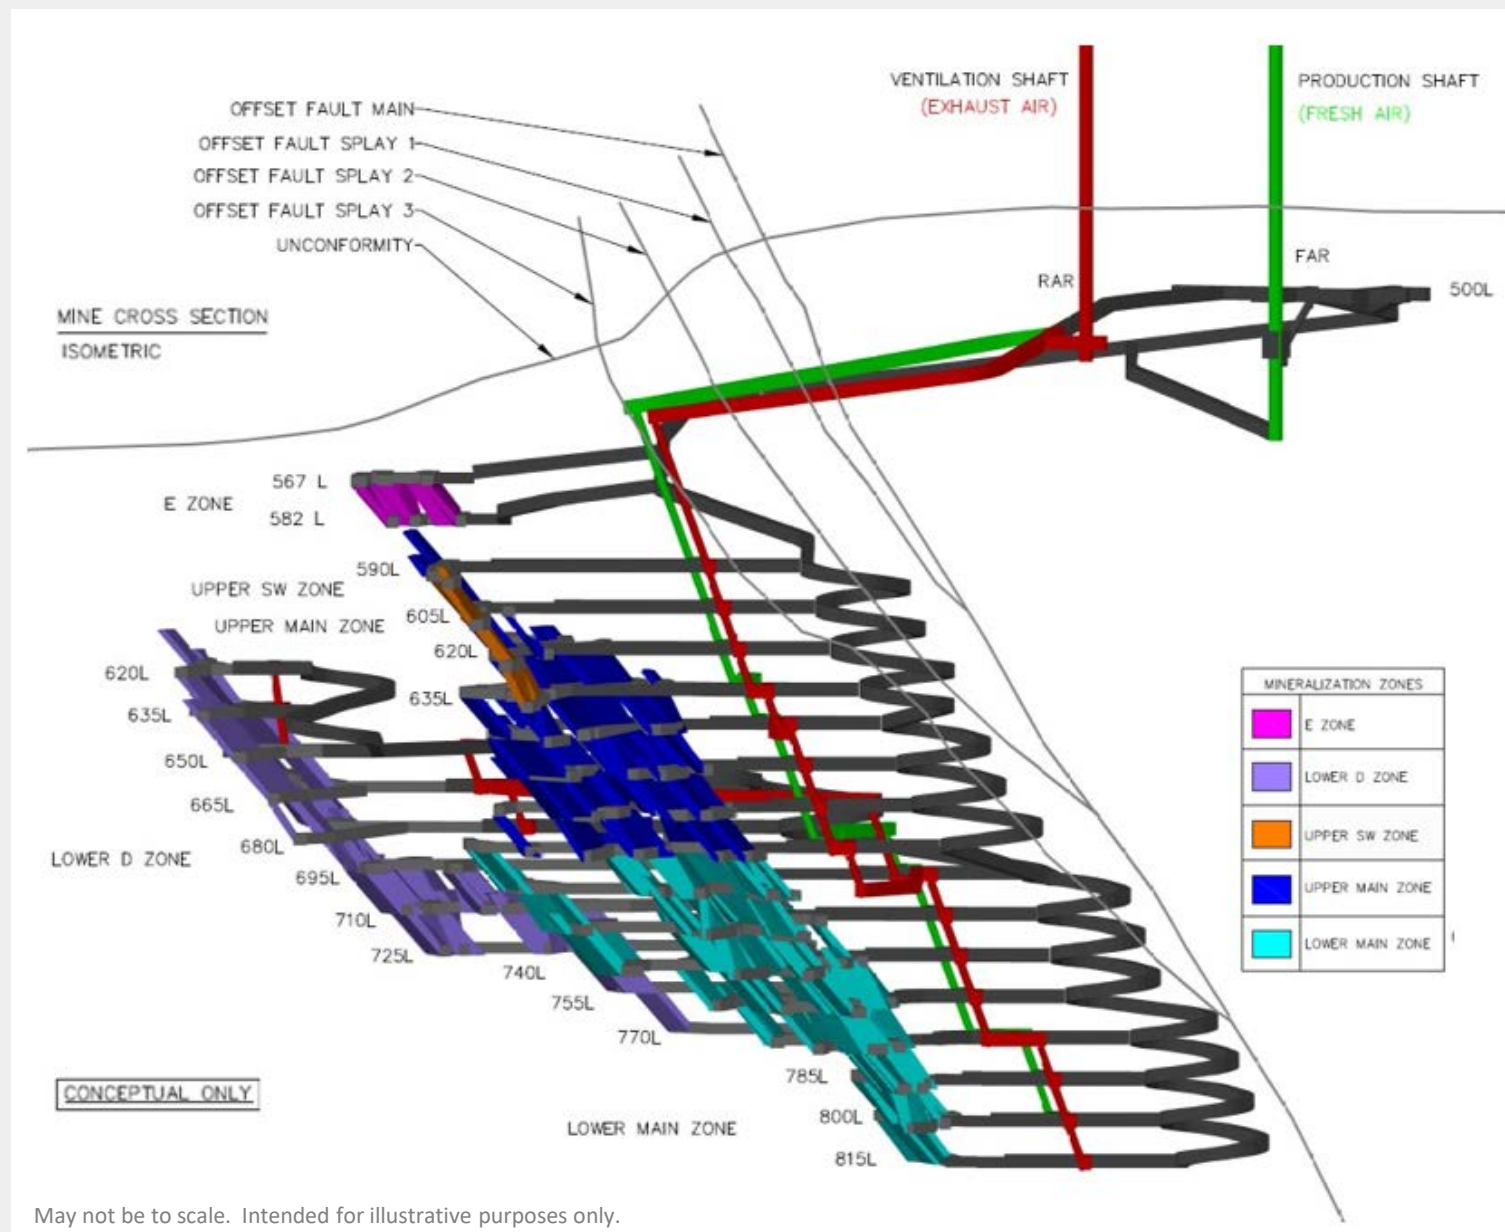 VENTILATION SHAFT
(EXHAUST AIR)
PRODUCTION SHAFT
(FRESH AIR)
OFFSET FAULT MAIN
OFFSET FAULT SPLAY 1
OFFSET FAULT SPLAY 2
OFFSET FAULT SPLAY 3
UNCONFORMITY
FAR
RAR
500L
MINE CROSS SECTION
ISOMETRIC
567 L
E ZONE
582 L
590L
UPPER SW ZONE
605L
UPPER MAIN ZONE
620L
635L
620L
635L
650L
665L
680L
LOWER D ZONE
695L
710L
725L
740L
755L
770L
785L
800L
815L
LOWER MAIN ZONE
MINERALIZATION ZONES
E ZONE
LOWER D ZONE
UPPER SW ZONE
UPPER MAIN ZONE
LOWER MAIN ZONE
CONCEPTUAL ONLY
May not be to scale. Intended for illustrative purposes only.